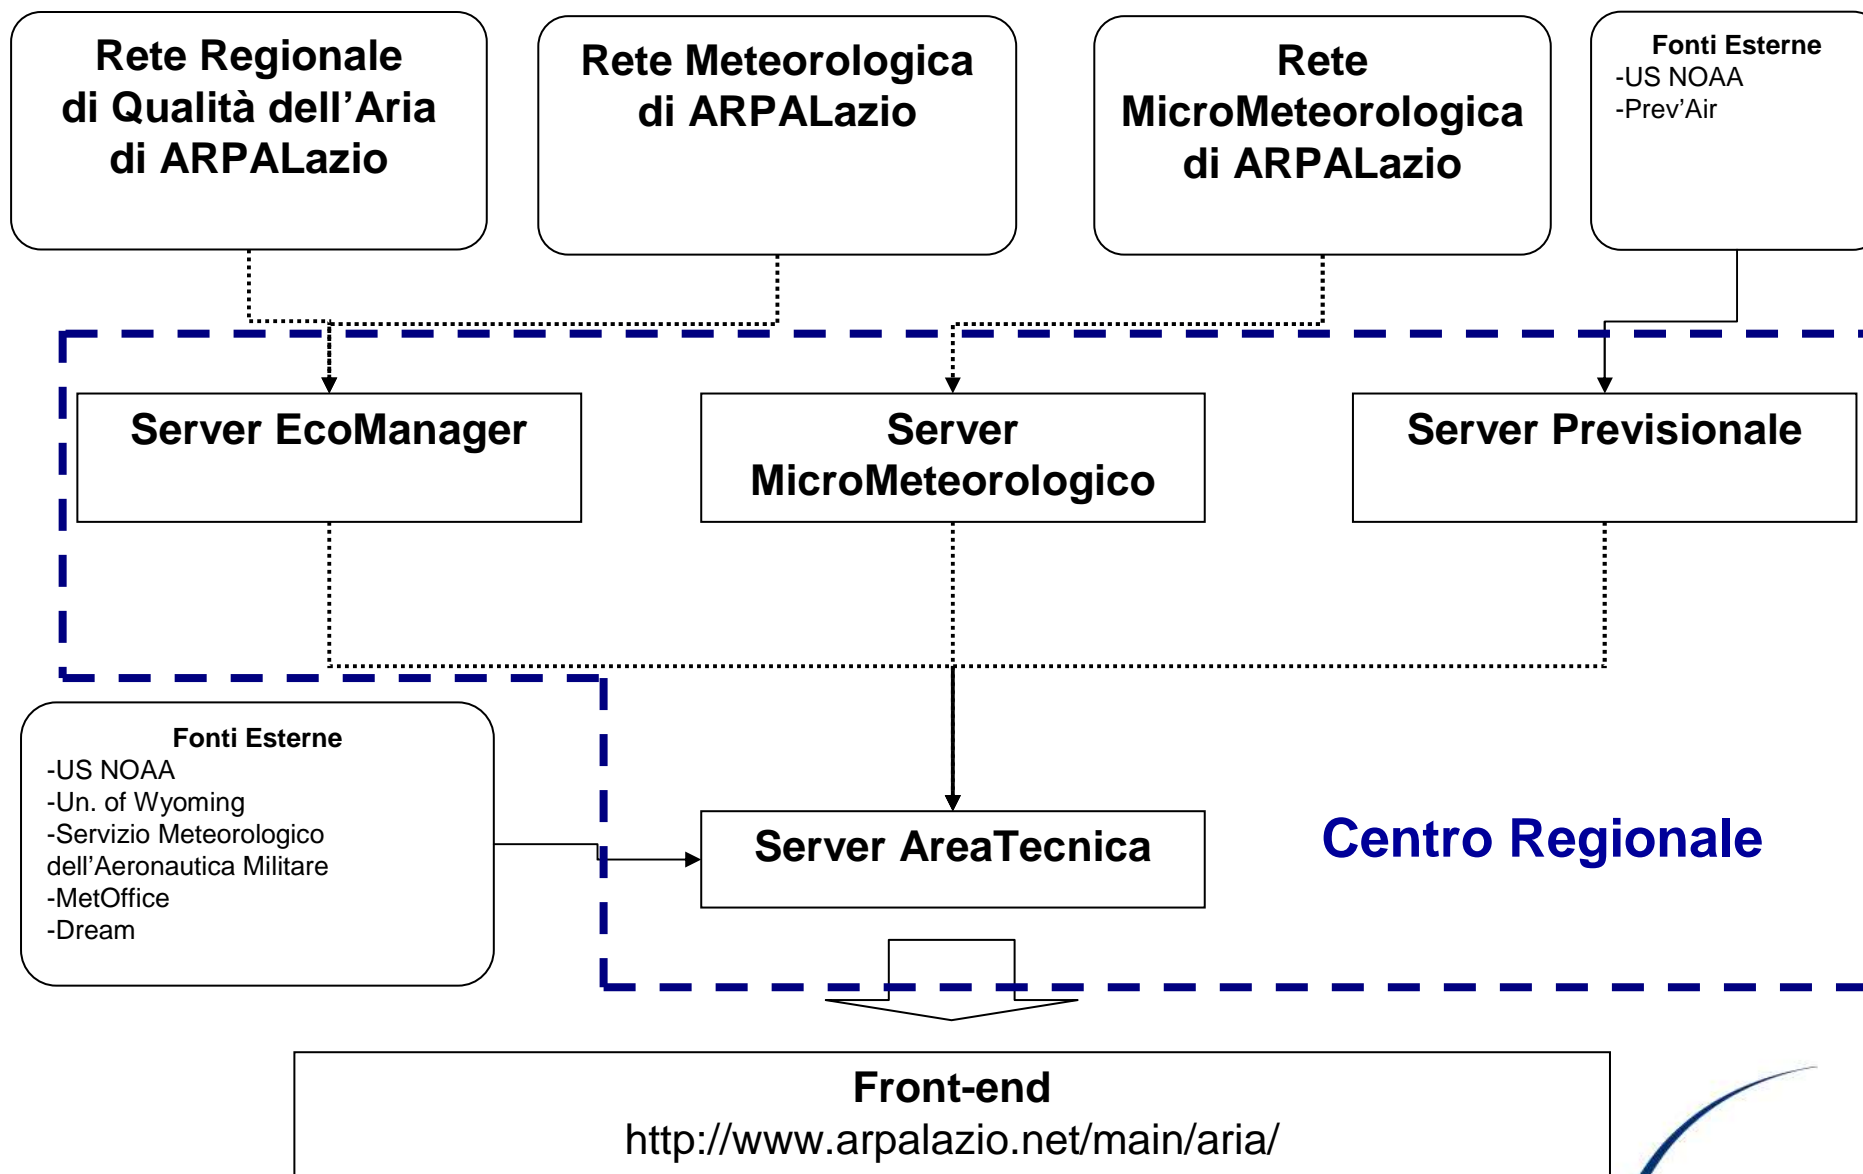 Rete Regionale
di Qualità dell’Aria
di ARPALazio
Rete Meteorologica
di ARPALazio
Rete
MicroMeteorologica
di ARPALazio
Fonti Esterne
-US NOAA
-Prev’Air
Server EcoManager
Server
MicroMeteorologico
Server Previsionale
Fonti Esterne
-US NOAA
-Un. of Wyoming
-Servizio Meteorologico
dell’Aeronautica Militare
-MetOffice
-Dream
Server AreaTecnica
Centro Regionale
Front-end
http://www.arpalazio.net/main/aria/